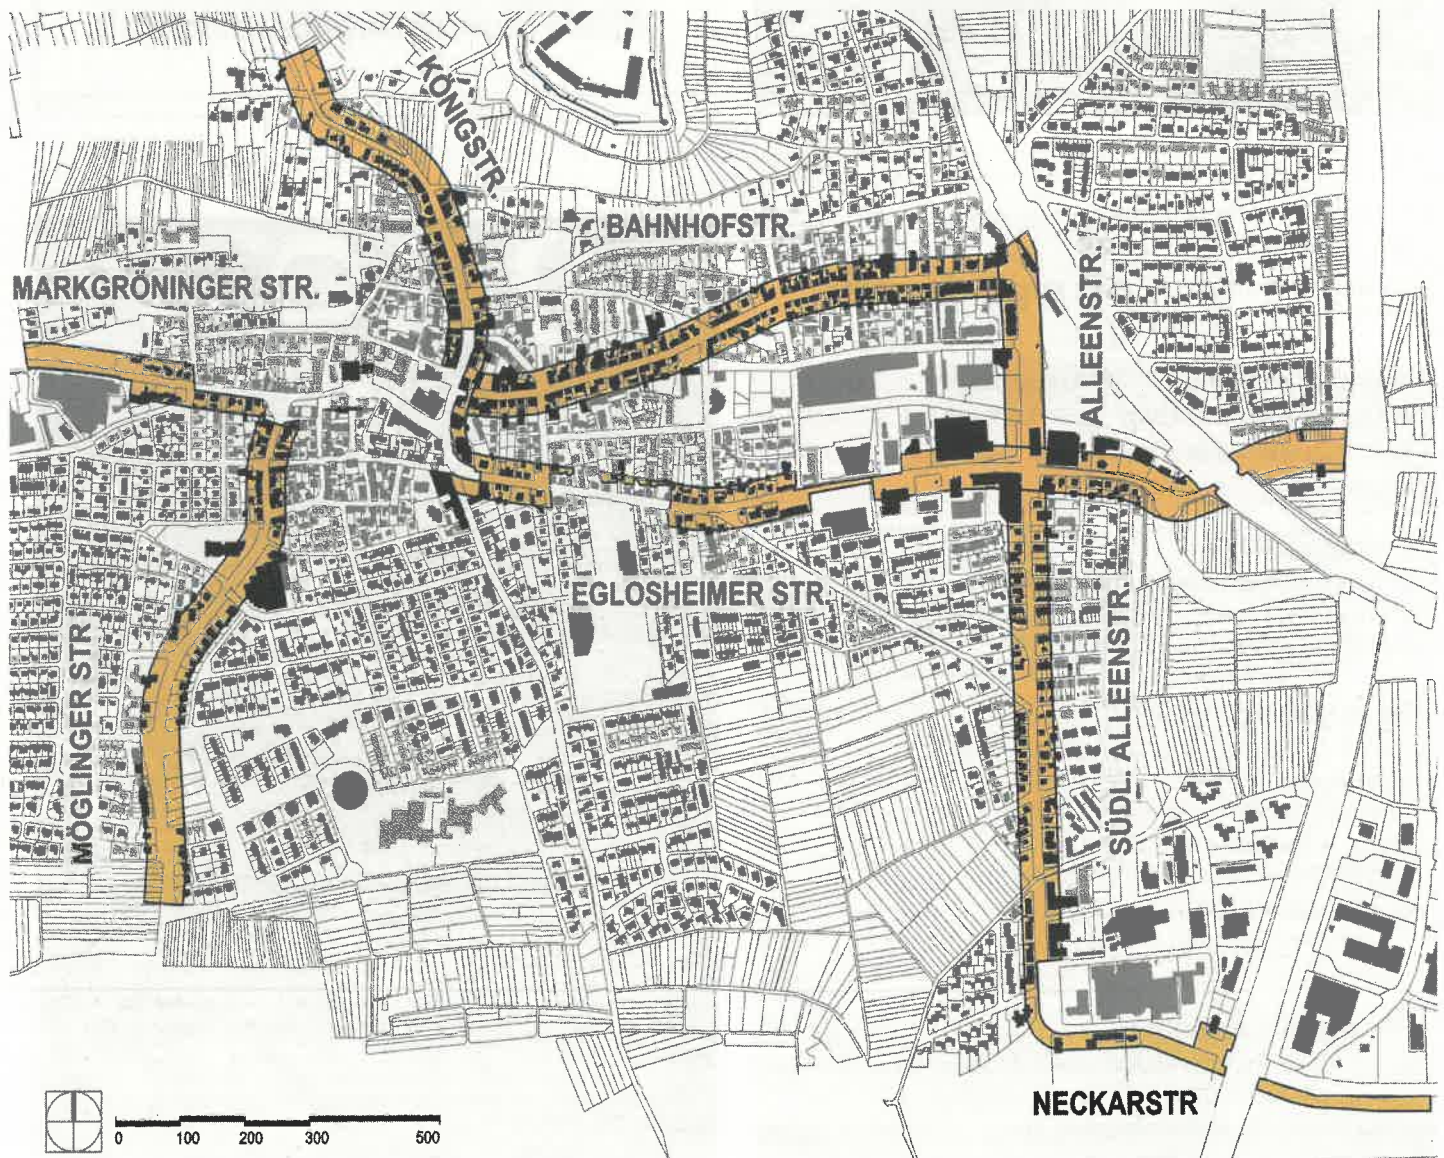 KÖNIGSTR.
BAHNHOFSTR.
MARKGRÖNINGER STR.
ALLEENSTR.
EGLOSHEIMER STR.
MÖGLINGER STR
SÜDL. ALLEENSTR.
NECKARSTR
0 100 200 300 500